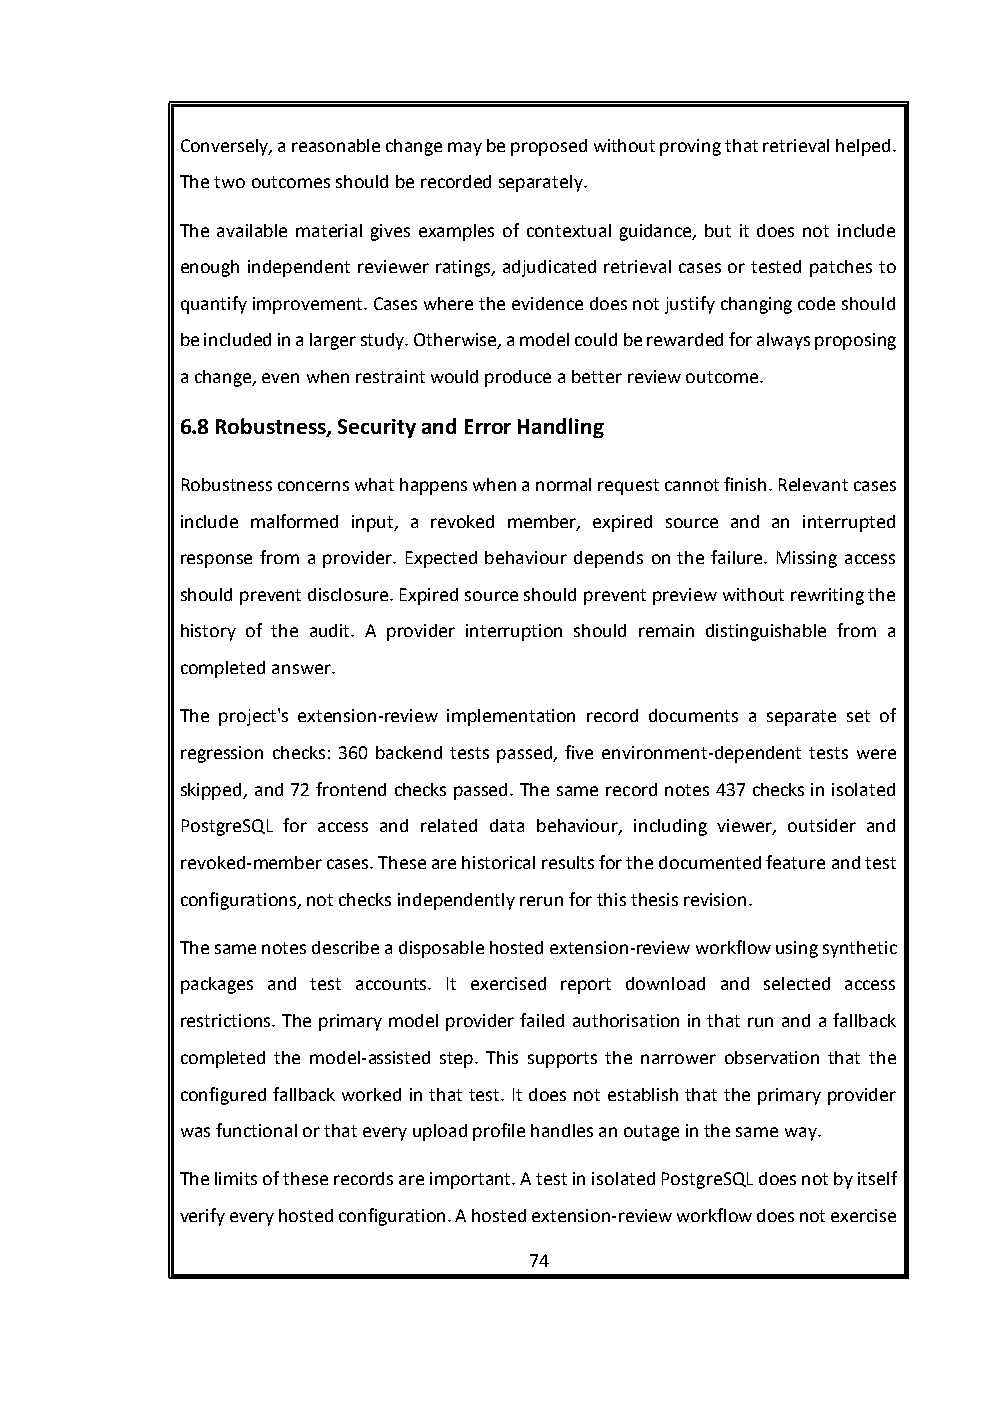 Conversely, a reasonable change may be proposed without proving that retrieval helped.
The two outcomes should be recorded separately.
The available material gives examples of contextual guidance, but it does not include
enough independent reviewer ratings, adjudicated retrieval cases or tested patches to
quantify improvement. Cases where the evidence does not justify changing code should
be included in a larger study. Otherwise, a model could be rewarded for always proposing
a change, even when restraint would produce a better review outcome.
6.8 Robustness, Security and Error Handling
Robustness concerns what happens when a normal request cannot finish. Relevant cases
include malformed input, a revoked member, expired source and an interrupted
response from a provider. Expected behaviour depends on the failure. Missing access
should prevent disclosure. Expired source should prevent preview without rewriting the
history of the audit. A provider interruption should remain distinguishable from a
completed answer.
The project's extension-review implementation record documents a separate set of
regression checks: 360 backend tests passed, five environment-dependent tests were
skipped, and 72 frontend checks passed. The same record notes 437 checks in isolated
PostgreSQL for access and related data behaviour, including viewer, outsider and
revoked-member cases. These are historical results for the documented feature and test
configurations, not checks independently rerun for this thesis revision.
The same notes describe a disposable hosted extension-review workflow using synthetic
packages and test accounts. It exercised report download and selected access
restrictions. The primary model provider failed authorisation in that run and a fallback
completed the model-assisted step. This supports the narrower observation that the
configured fallback worked in that test. It does not establish that the primary provider
was functional or that every upload profile handles an outage in the same way.
The limits of these records are important. A test in isolated PostgreSQL does not by itself
verify every hosted configuration. A hosted extension-review workflow does not exercise
74